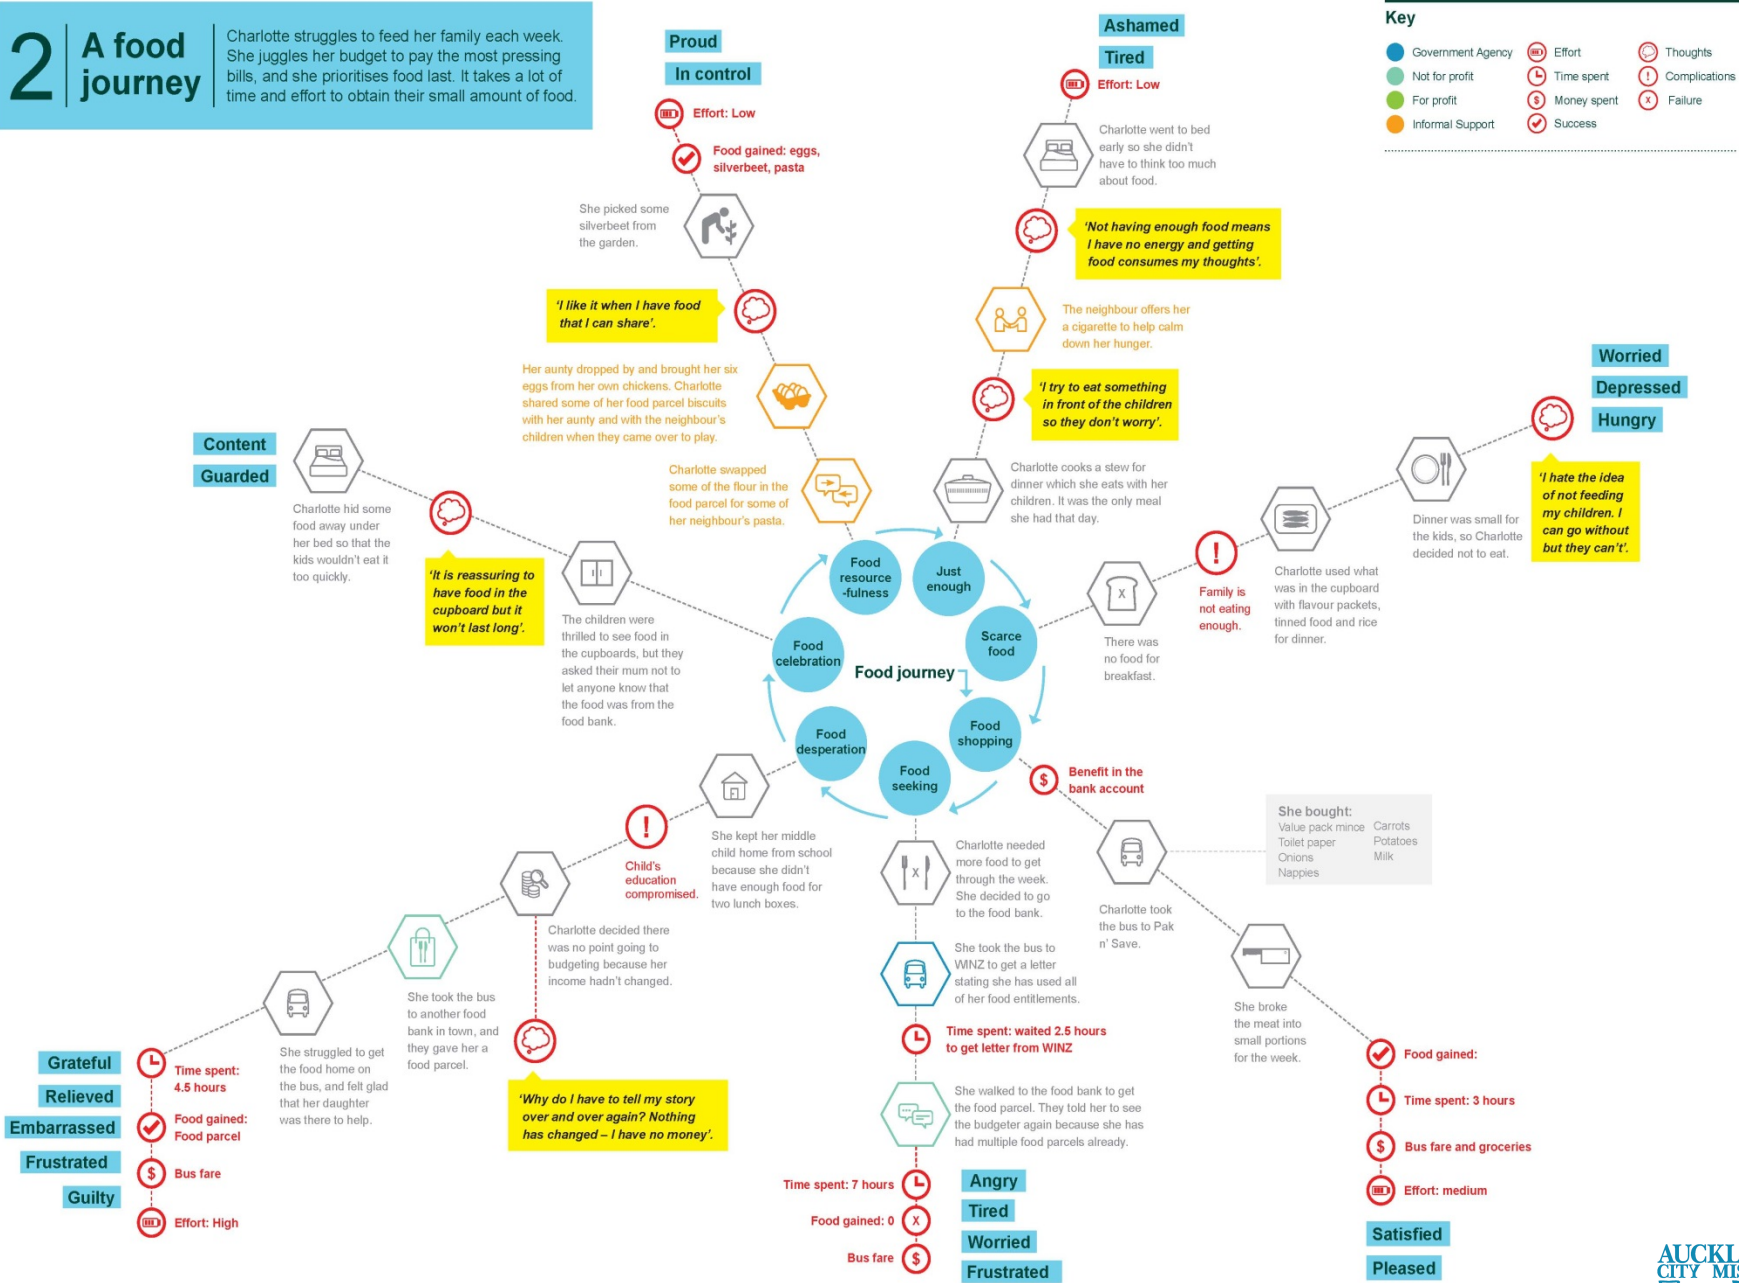 2
A food
journey
Charlotte struggles to feed her family each week.
She juggles her budget to pay the most pressing
bills, and she prioritises food last. It takes a lot of
time and effort to obtain their small amount of food.
Key
Government Agency
Not for profit
For profit
Informal Support
Effort
Time spent
Money spent
Success
Thoughts
Complications
Failure
Proud
In control
Effort: Low
Food gained: eggs,
silverbeet, pasta
She picked some
silverbeet from
the garden.
‘I like it when I have food
that I can share’.
Her aunty dropped by and brought her six
eggs from her own chickens. Charlotte
shared some of her food parcel biscuits
with her aunty and with the neighbour’s
children when they came over to play.
Charlotte swapped
some of the flour in the
food parcel for some of
her neighbour’s pasta.
Ashamed
Tired
Effort: Low
Charlotte went to bed
early so she didn’t
have to think too much
about food.
‘Not having enough food means
I have no energy and getting
food consumes my thoughts’.
The neighbour offers her
a cigarette to help calm
down her hunger.
‘I try to eat something
in front of the children
so they don’t worry’.
Charlotte cooks a stew for
dinner which she eats with her
children. It was the only meal
she had that day.
Worried
Depressed
Hungry
‘I hate the idea
of not feeding
my children. I
can go without
but they can’t’.
Dinner was small for
the kids, so Charlotte
decided not to eat.
Charlotte used what
was in the cupboard
with flavour packets,
tinned food and rice
for dinner.
!
Family is
not eating
enough.
X
There was
no food for
breakfast.
Content
Guarded
Charlotte hid some
food away under
her bed so that the
kids wouldn’t eat it
too quickly.
‘It is reassuring to
have food in the
cupboard but it
won’t last long’.
The children were
thrilled to see food in
the cupboards, but they
asked their mum not to
let anyone know that
the food was from the
food bank.
Food
resource
-fulness
Just
enough
Scarce
food
Food
shopping
Food
seeking
Food
desperation
Food
celebration
Food journey
$
Benefit in the
bank account
Charlotte took
the bus to Pak
n’ Save.
She bought:
Value pack mince
Toilet paper
Onions
Nappies
Carrots
Potatoes
Milk
She broke
the meat into
small portions
for the week.
Food gained:
Time spent: 3 hours
$
Bus fare and groceries
Effort: medium
Satisfied
Pleased
X
Charlotte needed
more food to get
through the week.
She decided to go
to the food bank.
She took the bus to
WINZ to get a letter
stating she has used all
of her food entitlements.
Time spent: waited 2.5 hours
to get letter from WINZ
She walked to the food bank to get
the food parcel. They told her to see
the budgeter again because she has
had multiple food parcels already.
Time spent: 7 hours
Food gained: 0
X
Bus fare
$
Angry
Tired
Worried
Frustrated
She kept her middle
child home from school
because she didn’t
have enough food for
two lunch boxes.
!
Child’s
education
compromised.
Charlotte decided there
was no point going to
budgeting because her
income hadn’t changed.
‘Why do I have to tell my story
over and over again? Nothing
has changed – I have no money’.
She took the bus
to another food
bank in town, and
they gave her a
food parcel.
She struggled to get
the food home on
the bus, and felt glad
that her daughter
was there to help.
Time spent:
4.5 hours
Food gained:
Food parcel
$
Bus fare
Effort: High
Grateful
Relieved
Embarrassed
Frustrated
Guilty
AUCKL
CITY MIS